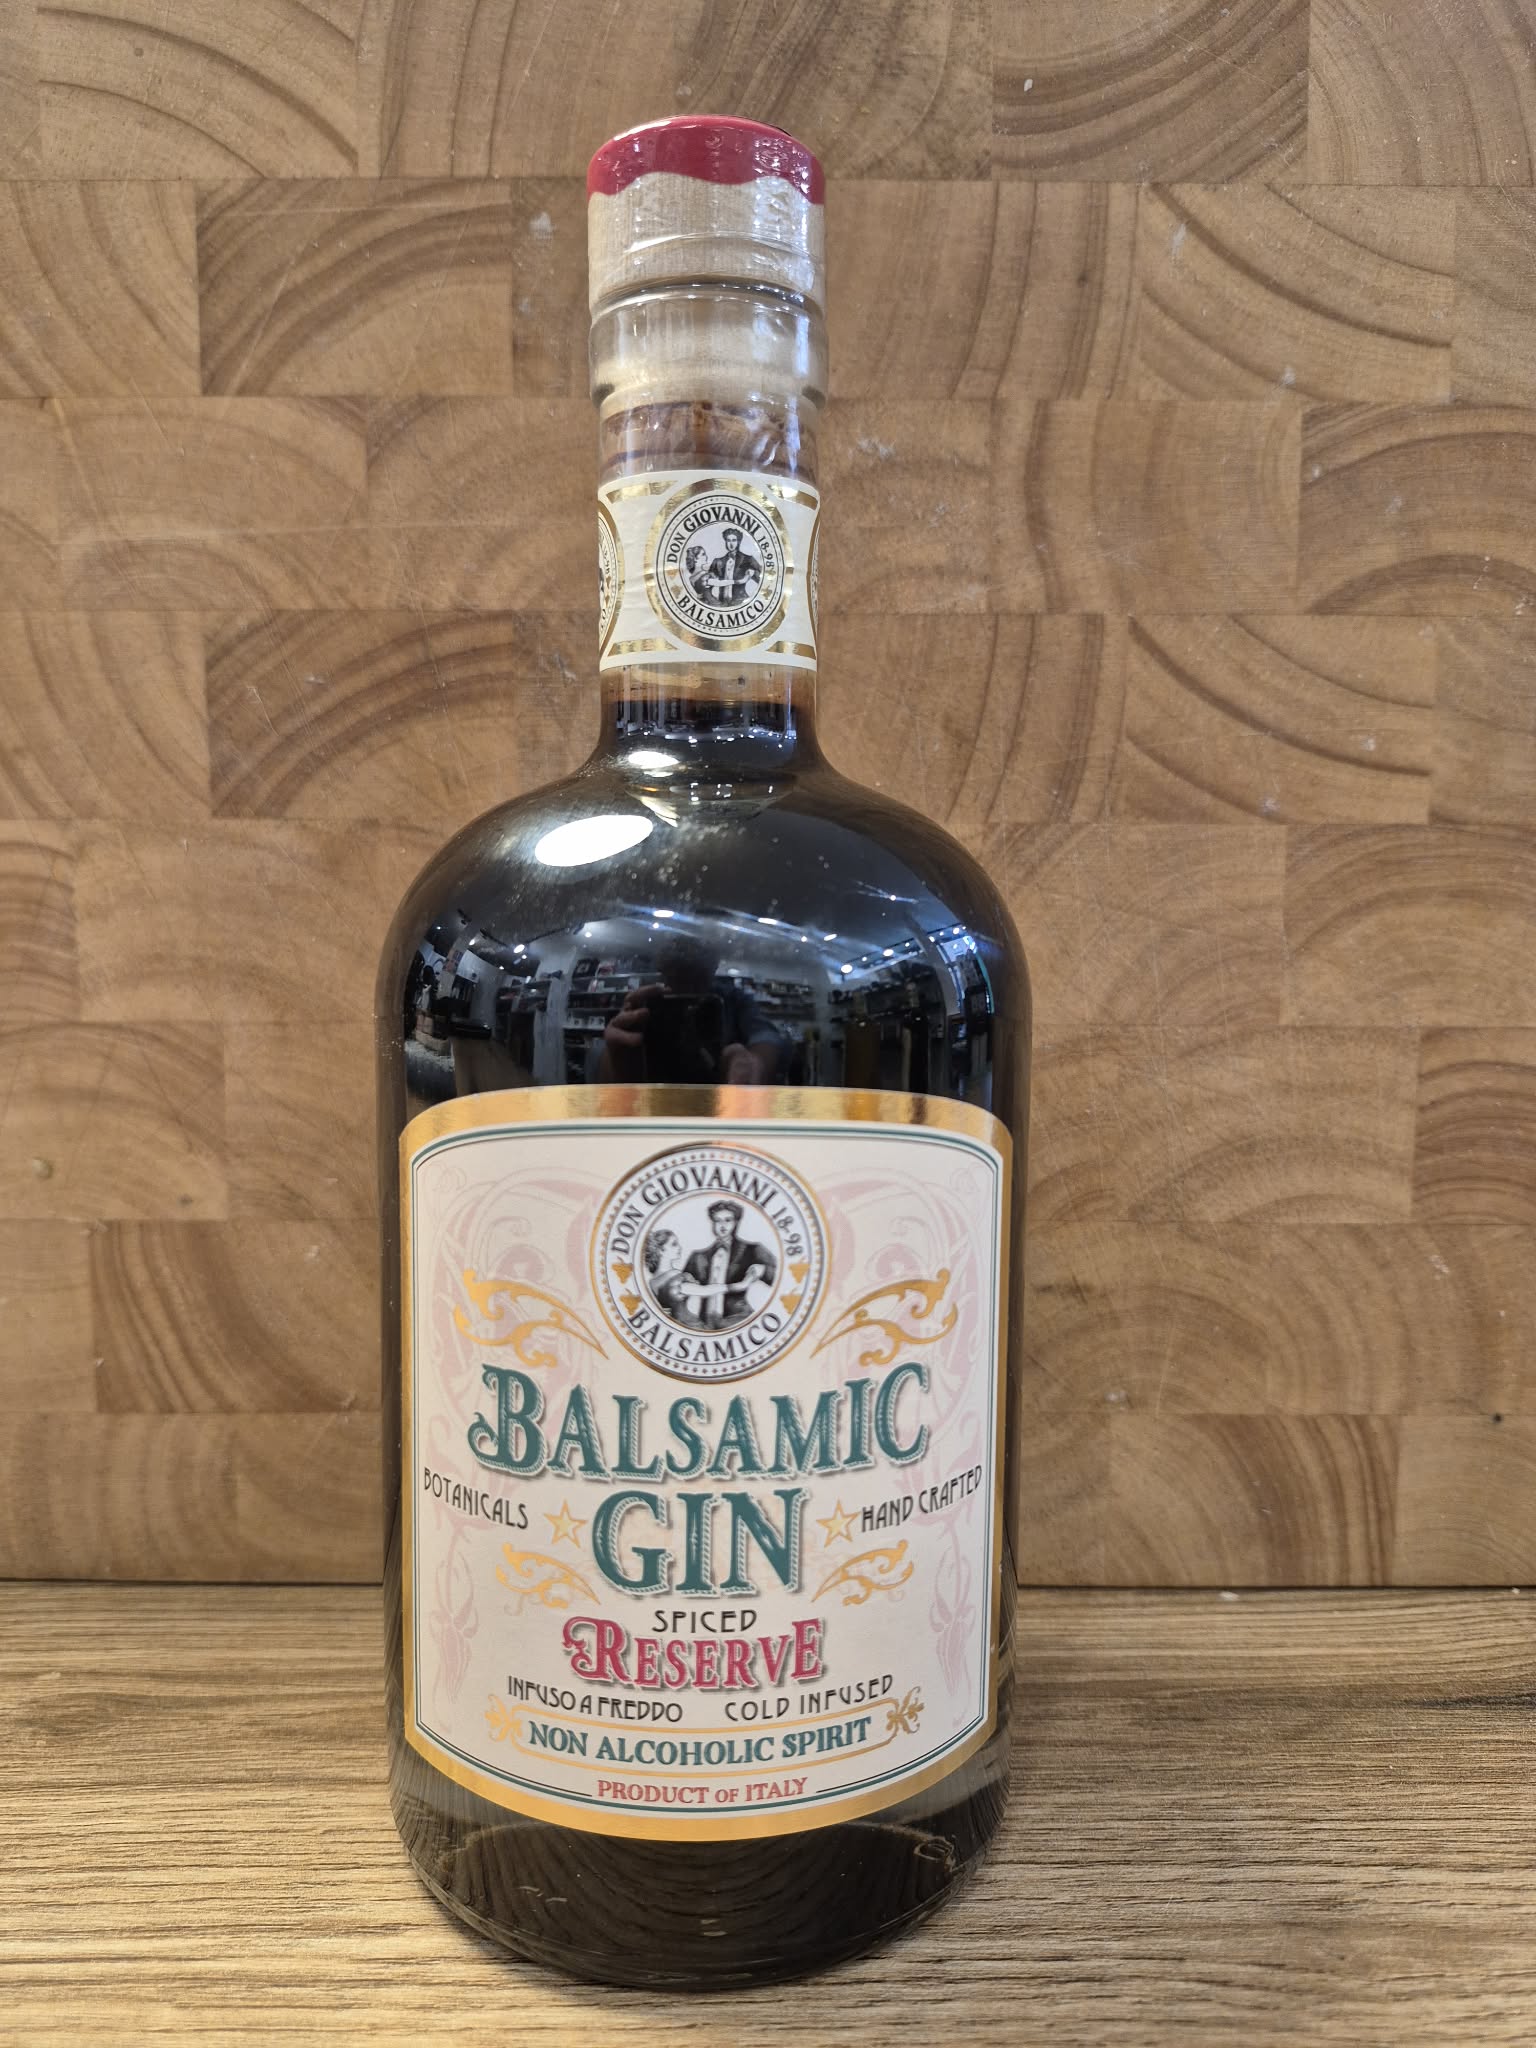 DON GIOVANNI 18-98
BALSAMICO
DON GIOVANNI 18-98
BALSAMICO
BALSAMIC
BOTANICALS GIN HAND CRAFTED
SPICED
RESERVE
INFUSO A FREDDO COLD INFUSED
NON ALCOHOLIC SPIRIT
PRODUCT OF ITALY